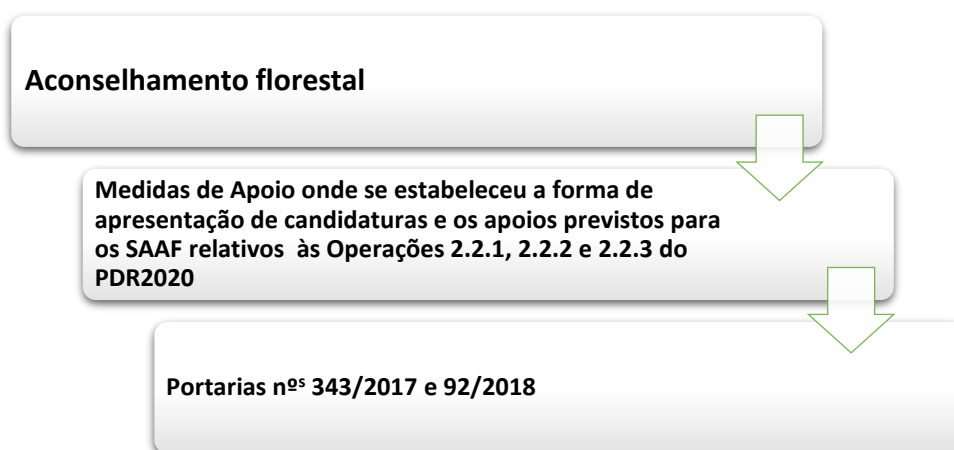 Aconselhamento florestal
Medidas de Apoio onde se estabeleceu a forma de
apresentação de candidaturas e os apoios previstos para
os SAAF relativos às Operações 2.2.1, 2.2.2 e 2.2.3 do
PDR2020
Portarias nºˢ 343/2017 e 92/2018